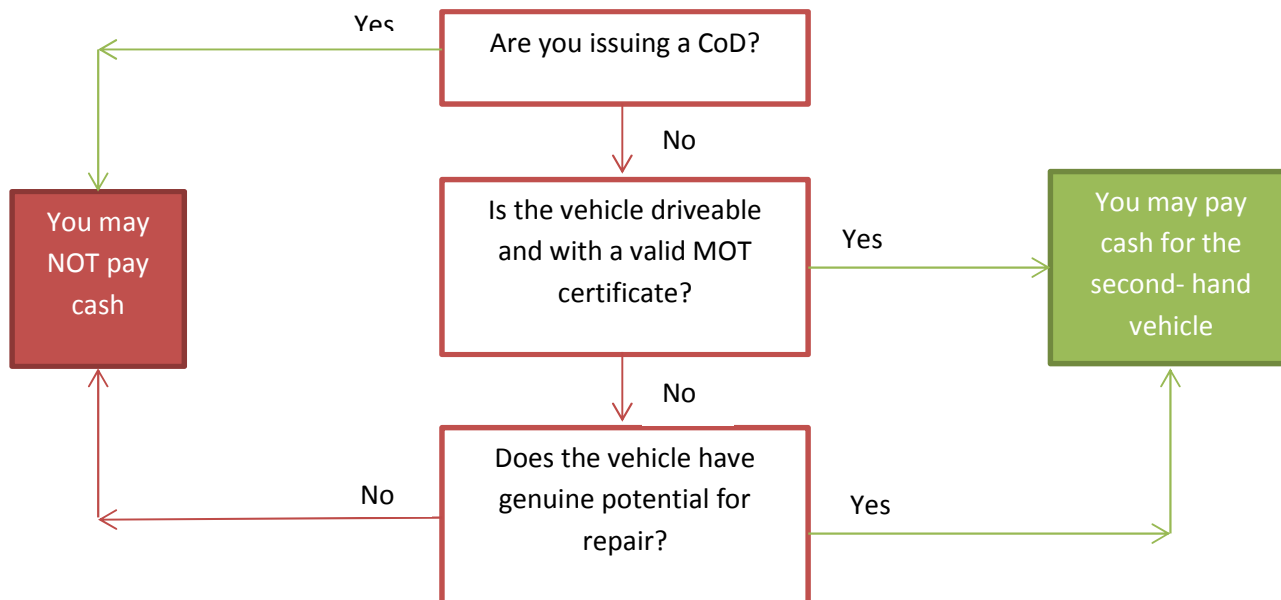 Yes
Are you issuing a CoD?
No
You may
NOT pay
cash
Is the vehicle driveable
and with a valid MOT
certificate?
Yes
You may pay
cash for the
second- hand
vehicle
No
Does the vehicle have
genuine potential for
repair?
No
Yes